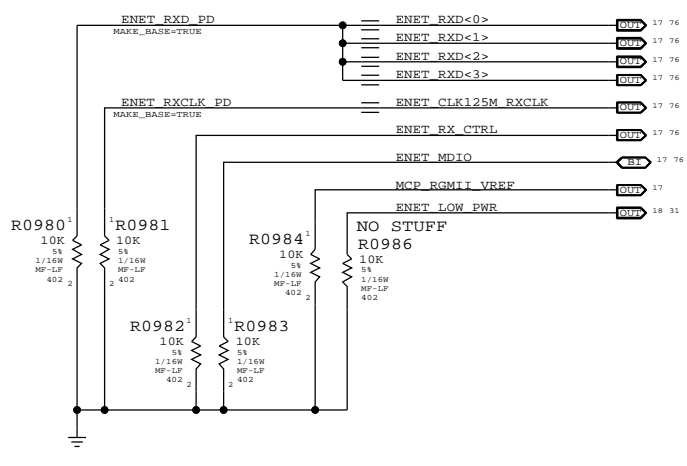 ENET_RXD_PD
MAKE_BASE=TRUE
ENET_RXD<0>
OUT 17 76
ENET_RXD<1>
OUT 17 76
ENET_RXD<2>
OUT 17 76
ENET_RXD<3>
OUT 17 76
ENET_RXCLK_PD
MAKE_BASE=TRUE
ENET_CLK125M_RXCLK
OUT 17 76
ENET_RX_CTRL
OUT 17 76
ENET_MDIO
BI 17 76
MCP_RGMII_VREF
OUT 17
ENET_LOW_PWR
OUT 18 31
R0980 1
10K
5%
1/16W
MF-LF
402 2
1 R0981
10K
5%
1/16W
MF-LF
2 402
R0984 1
10K
5%
1/16W
MF-LF
402 2
NO STUFF
R0986
10K
5%
1/16W
MF-LF
402
R0982 1
10K
5%
1/16W
MF-LF
402 2
1 R0983
10K
5%
1/16W
MF-LF
402
2